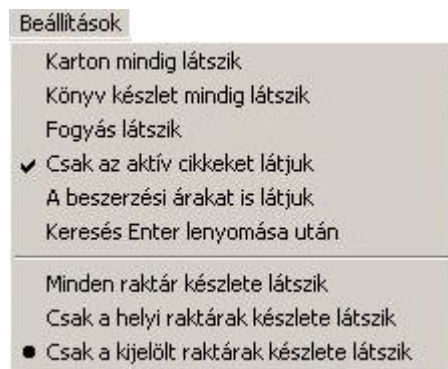 Beállítások
Karton mindig látszik
Könyv készlet mindig látszik
Fogyás látszik
Csak az aktív cikkeket látjuk
A beszerzési árakat is látjuk
Keresés Enter lenyomása után
Minden raktár készlete látszik
Csak a helyi raktárak készlete látszik
Csak a kijelölt raktárak készlete látszik